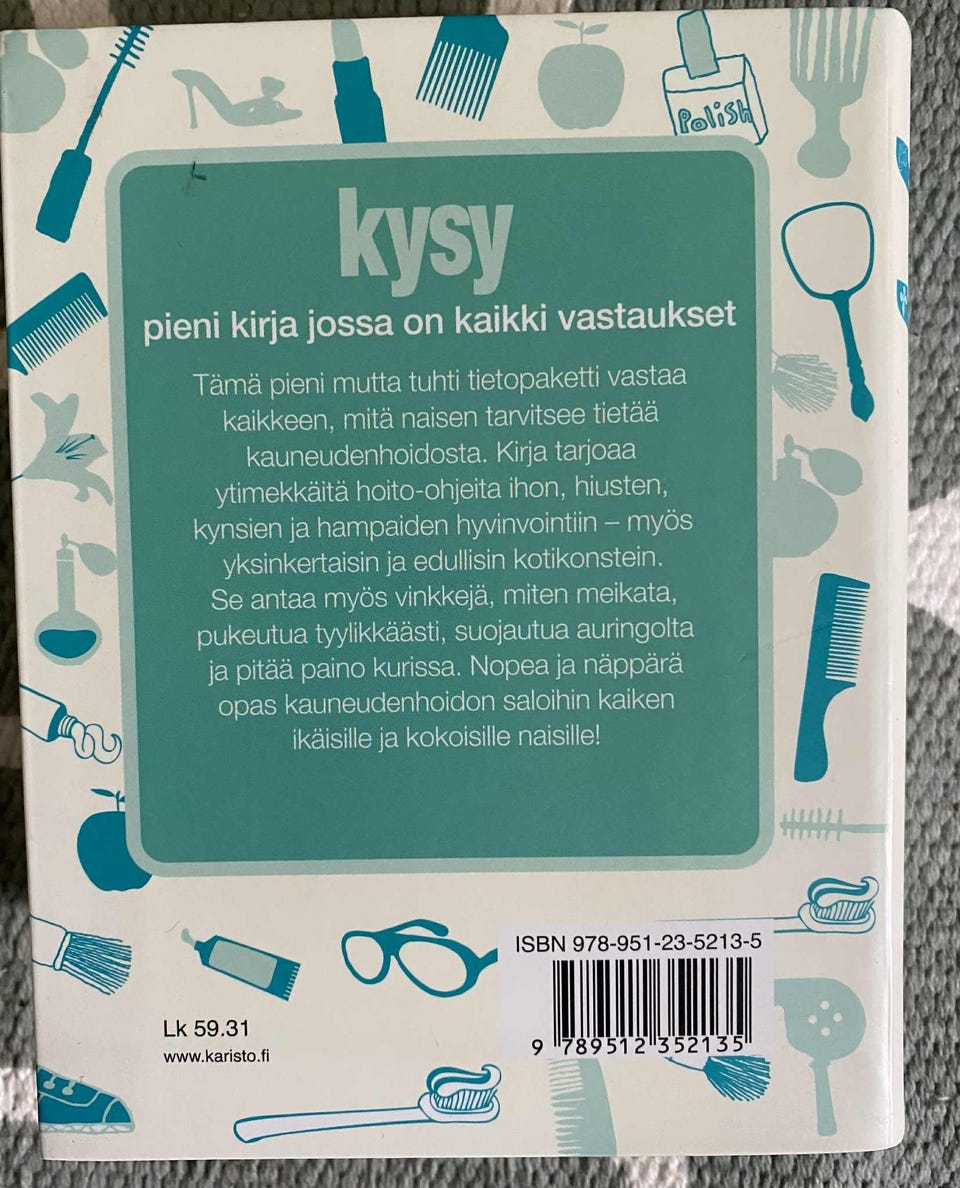 Polish
kysy
pieni kirja jossa on kaikki vastaukset
Tämä pieni mutta tuhti tietopaketti vastaa
kaikkeen, mitä naisen tarvitsee tietää
kauneudenhoidosta. Kirja tarjoaa
ytimekkäitä hoito-ohjeita ihon, hiusten,
kynsien ja hampaiden hyvinvointiin – myös
yksinkertaisin ja edullisin kotikonstein.
Se antaa myös vinkkejä, miten meikata,
pukeutua tyylikkäästi, suojautua auringolta
ja pitää paino kurissa. Nopea ja näppärä
opas kauneudenhoidon saloihin kaiken
ikäisille ja kokoisille naisille!
ISBN 978-951-23-5213-5
9 789512 352135
Lk 59.31
www.karisto.fi